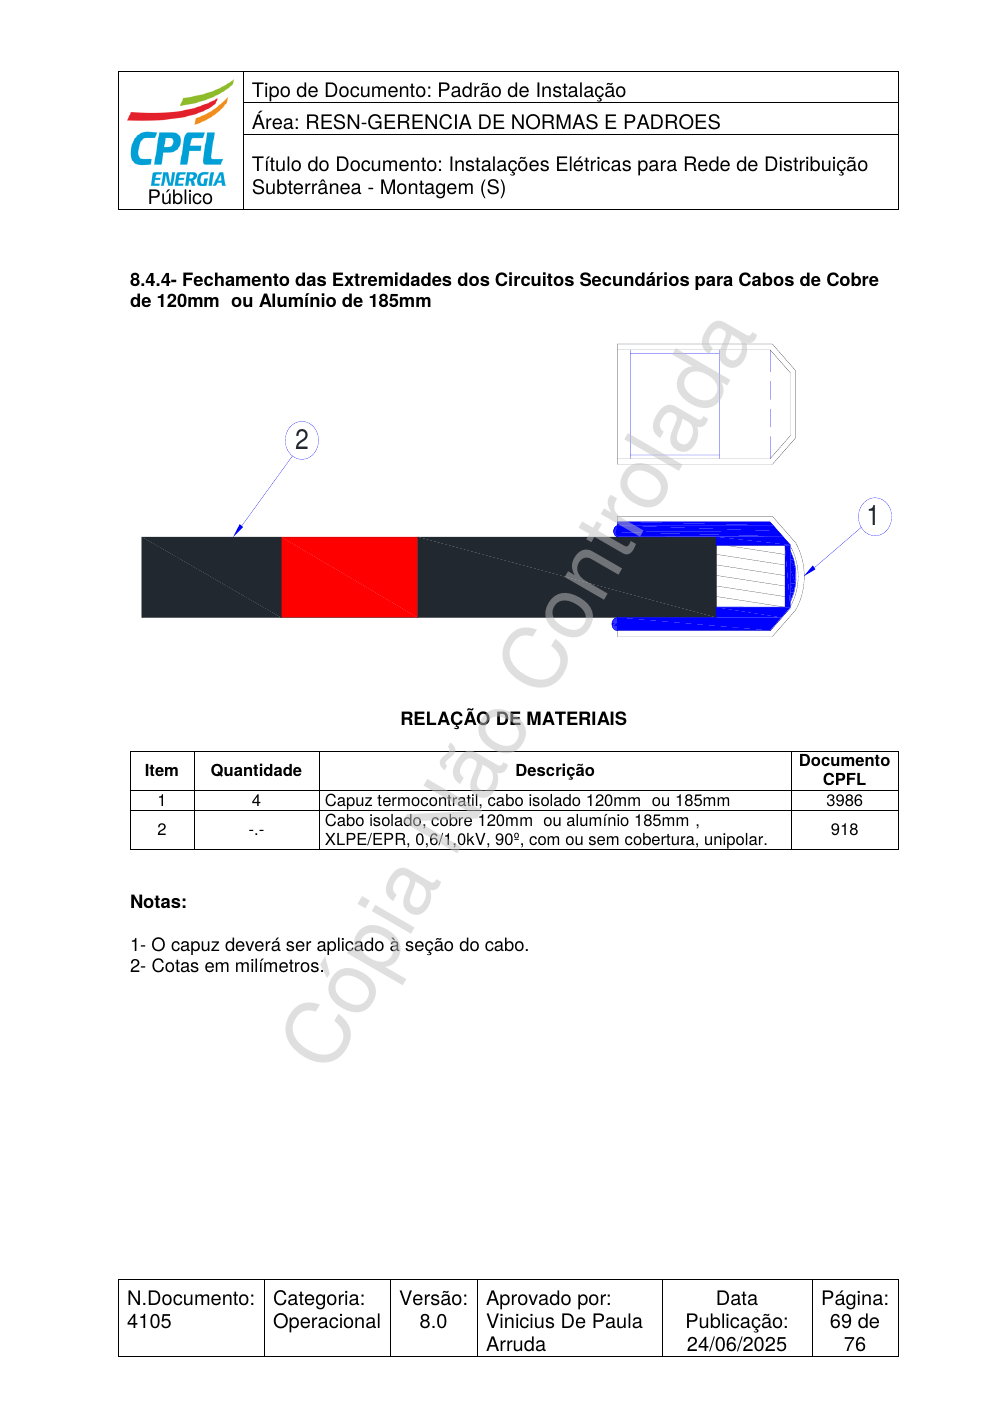 CPFL
ENERGIA
Público
Tipo de Documento: Padrão de Instalação
Área: RESN-GERENCIA DE NORMAS E PADROES
Título do Documento: Instalações Elétricas para Rede de Distribuição
Subterrânea - Montagem (S)
8.4.4- Fechamento das Extremidades dos Circuitos Secundários para Cabos de Cobre
de 120mm  ou Alumínio de 185mm
2
1
RELAÇÃO DE MATERIAIS
Item Quantidade Descrição Documento CPFL
1 4 Capuz termocontratil, cabo isolado 120mm  ou 185mm 3986
2 -.- Cabo isolado, cobre 120mm  ou alumínio 185mm ,
XLPE/EPR, 0,6/1,0kV, 90º, com ou sem cobertura, unipolar. 918
Notas:
1- O capuz deverá ser aplicado à seção do cabo.
2- Cotas em milímetros.
Cópia Não Controlada
N.Documento: Categoria: Versão: Aprovado por: Data Página:
4105 Operacional 8.0 Vinicius De Paula Publicação: 69 de
Arruda 24/06/2025 76